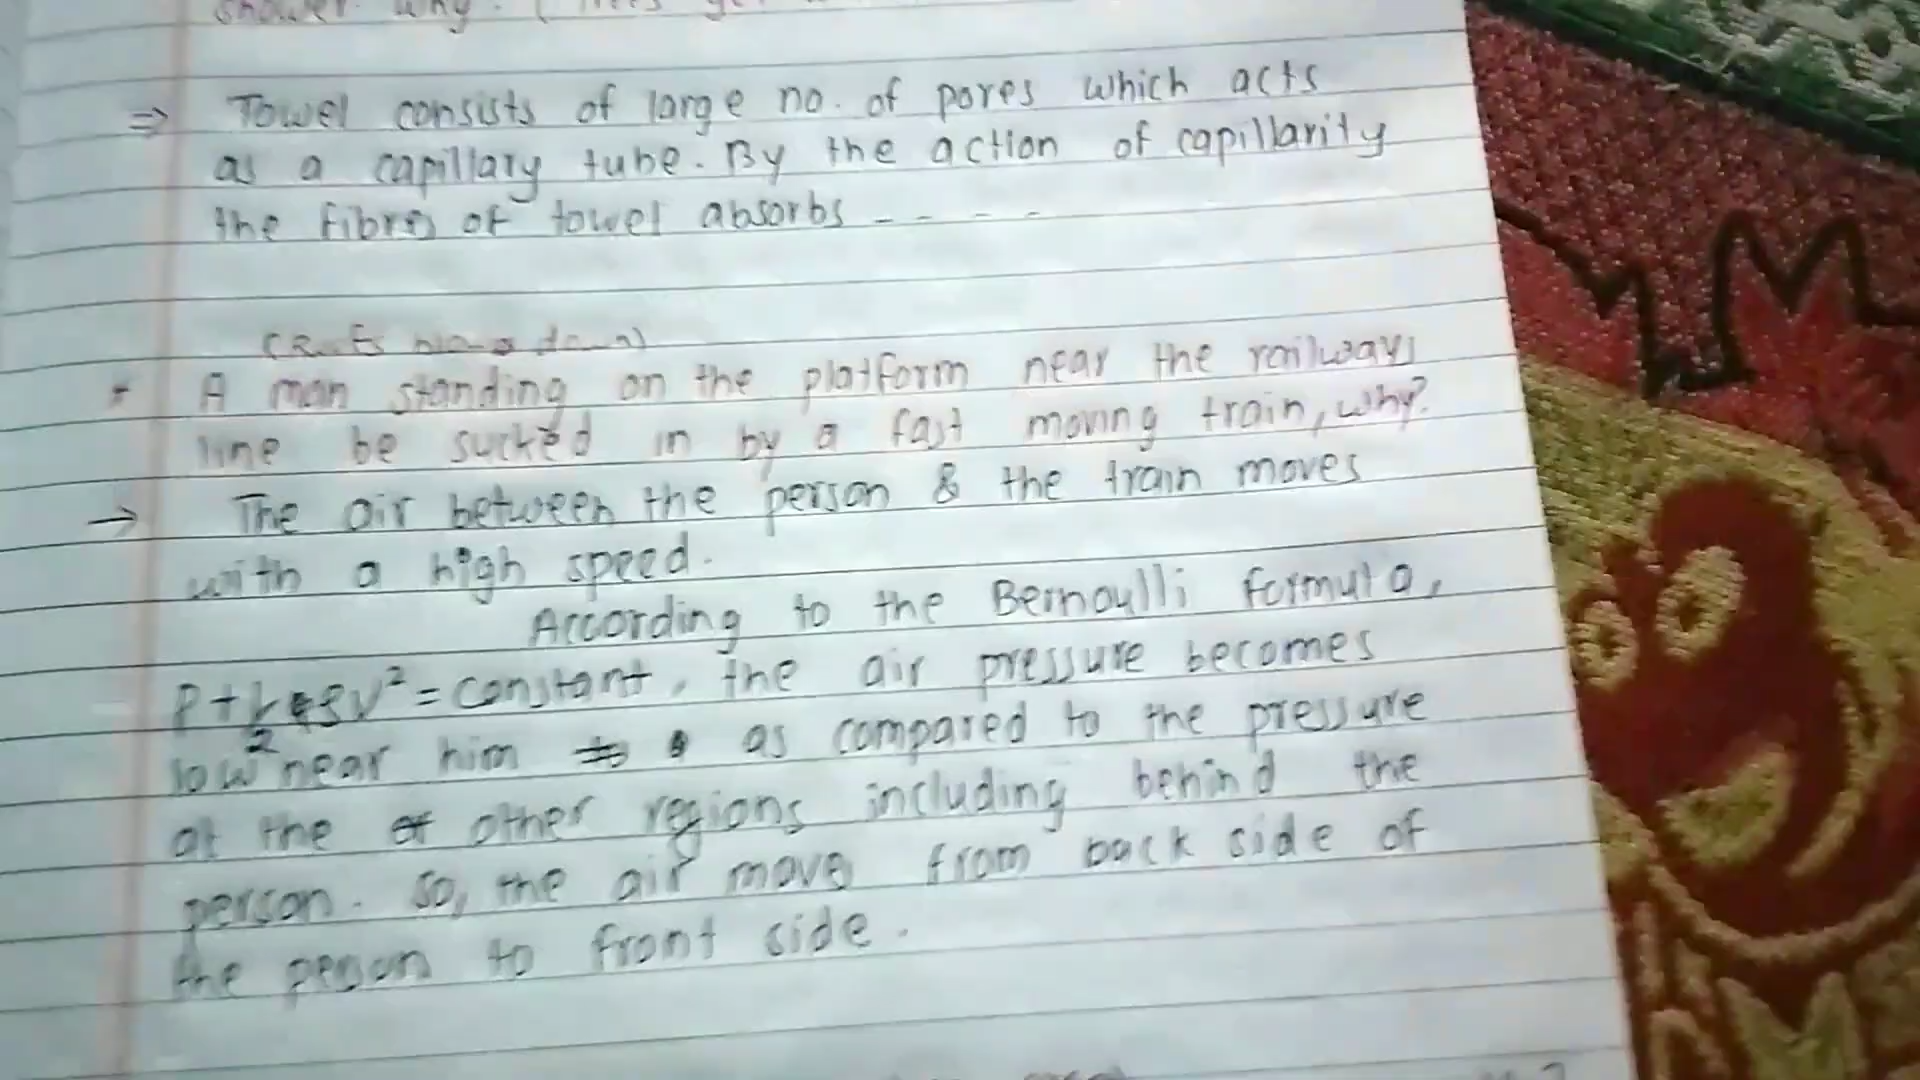 shower. why?
⇒ Towel consists of large no. of pores which acts
as a capillary tube. By the action of capillarity
the fibres of towel absorbs - - - -
A man standing on the platform near the railway
line be sucked in by a fast moving train, why?
→ The air between the person & the train moves
with a high speed.
According to the Bernoulli formula,
P + 1/2 ρv² = constant, the air pressure becomes
low near him as compared to the pressure
at the other regions including behind the
person. So, the air move from back side of
the person to front side.